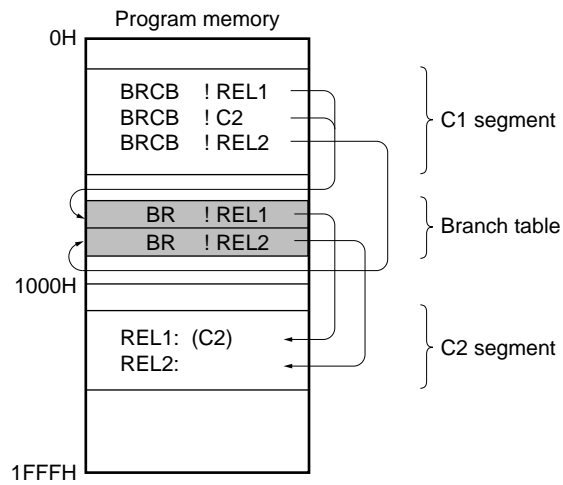 Program memory
0H
BRCB ! REL1
BRCB ! C2
BRCB ! REL2
C1 segment
BR ! REL1
BR ! REL2
Branch table
1000H
REL1: (C2)
REL2:
C2 segment
1FFFH